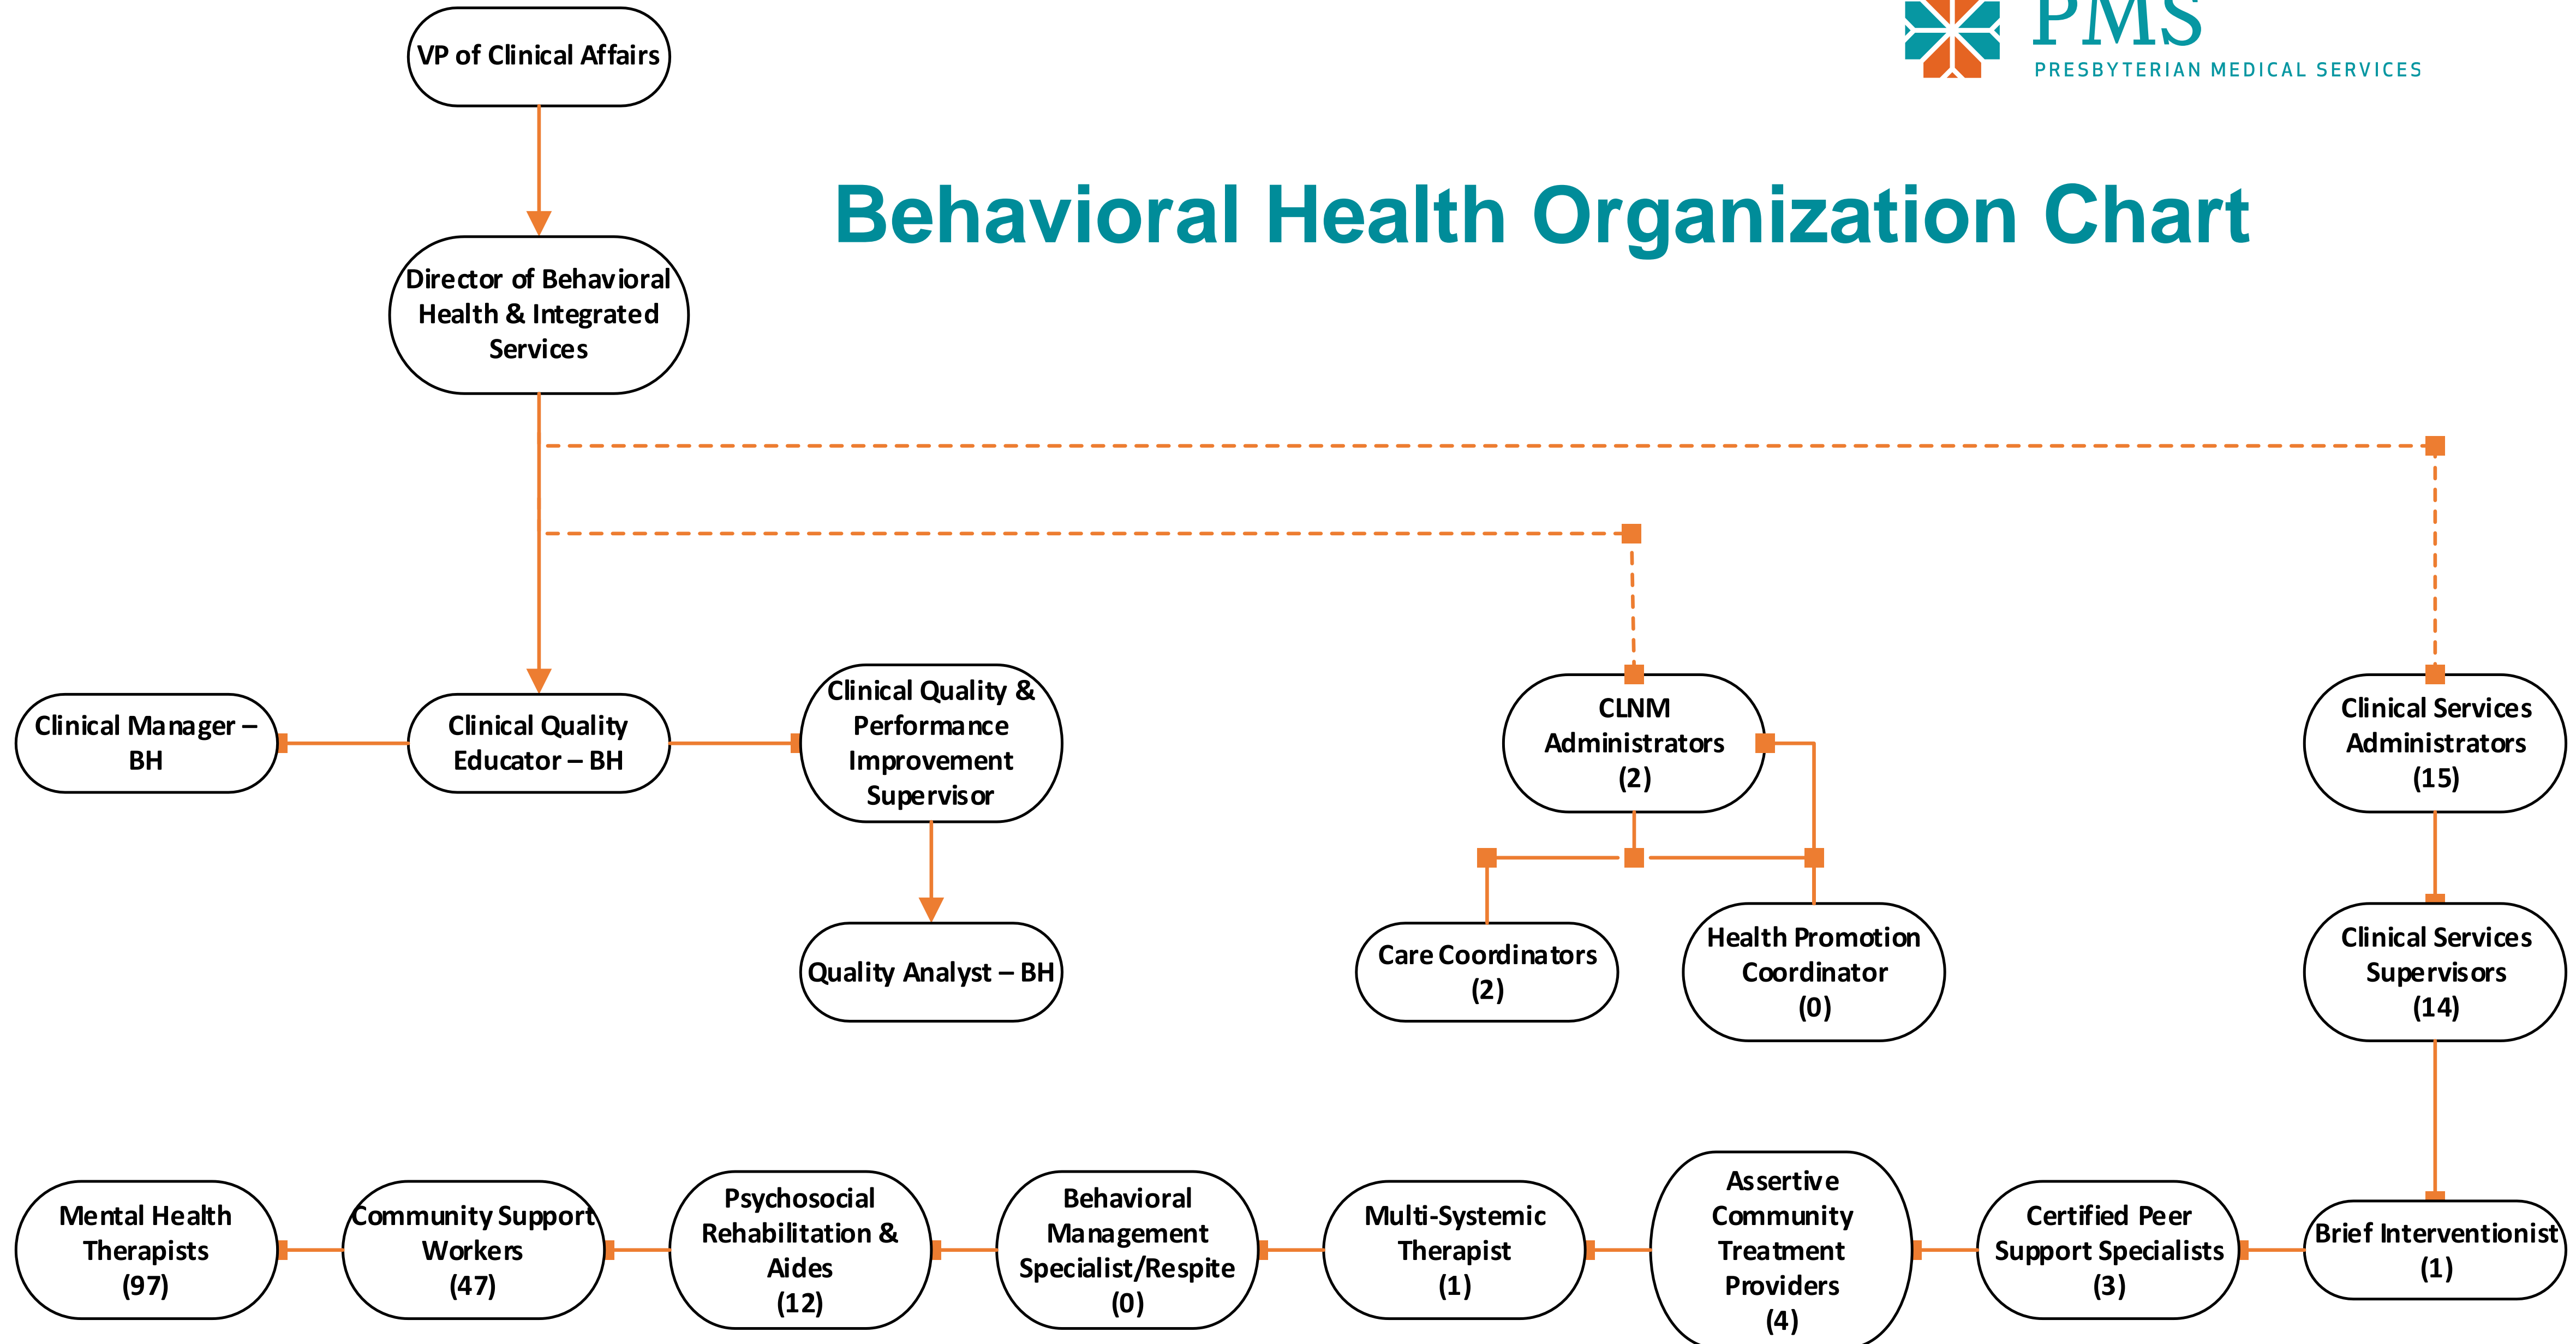 VP of Clinical Affairs
PMS
PRESBYTERIAN MEDICAL SERVICES
Behavioral Health Organization Chart
Director of Behavioral
Health & Integrated
Services
Clinical Manager –
BH
Clinical Quality
Educator – BH
Clinical Quality &
Performance
Improvement
Supervisor
CLNM
Administrators
(2)
Clinical Services
Administrators
(15)
Quality Analyst – BH
Care Coordinators
(2)
Health Promotion
Coordinator
(0)
Clinical Services
Supervisors
(14)
Mental Health
Therapists
(97)
Community Support
Workers
(47)
Psychosocial
Rehabilitation &
Aides
(12)
Behavioral
Management
Specialist/Respite
(0)
Multi-Systemic
Therapist
(1)
Assertive
Community
Treatment
Providers
(4)
Certified Peer
Support Specialists
(3)
Brief Interventionist
(1)